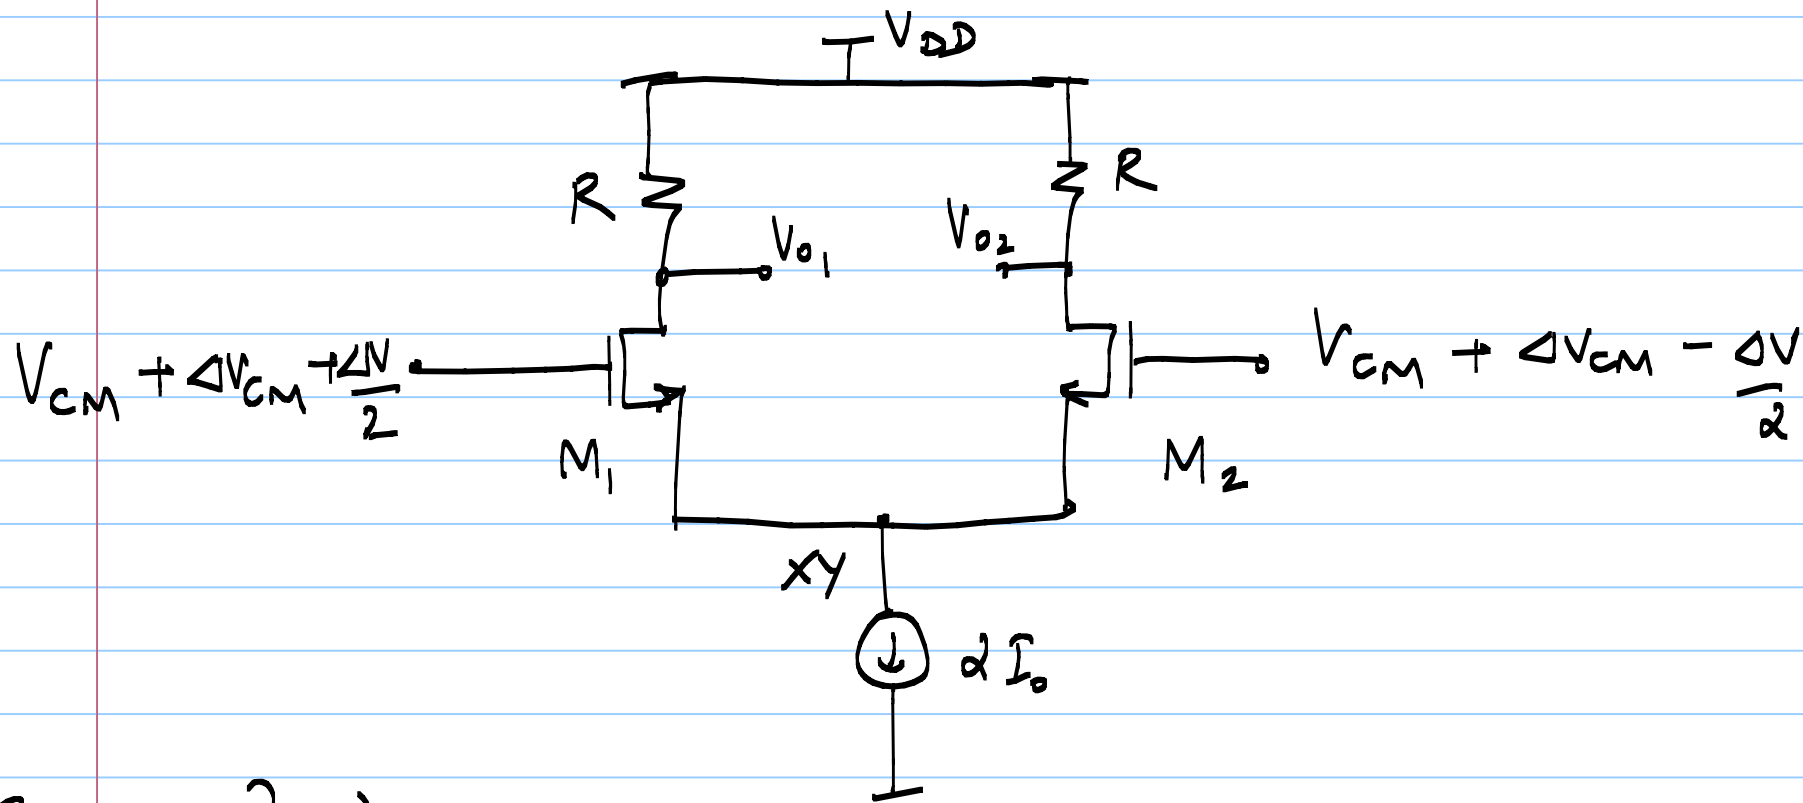 V_DD
R
R
V_o1
V_o2
V_CM + ΔV_CM + ΔV/2
V_CM + ΔV_CM − ΔV/2
M_1
M_2
XY
2I_o